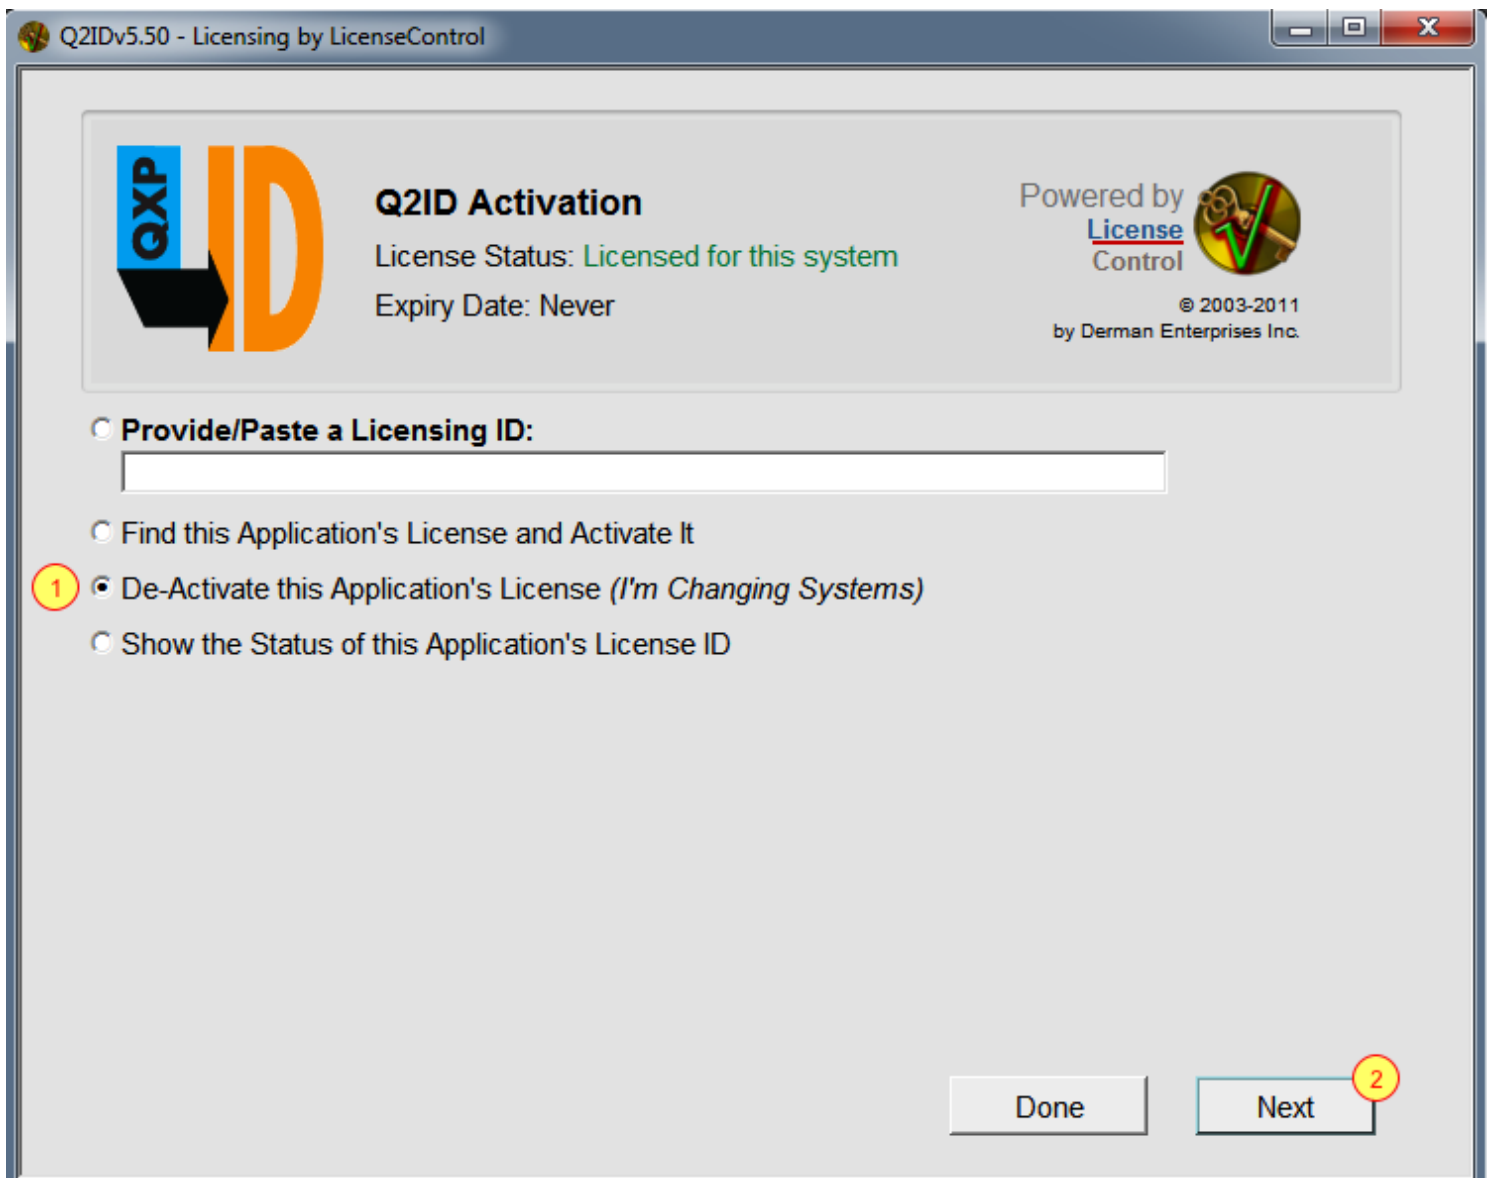 Q2IDv5.50 - Licensing by LicenseControl
QXP
ID
Q2ID Activation
License Status: Licensed for this system
Expiry Date: Never
Powered by
License
Control
© 2003-2011
by Derman Enterprises Inc.
Provide/Paste a Licensing ID:
Find this Application's License and Activate It
1
De-Activate this Application's License (I'm Changing Systems)
Show the Status of this Application's License ID
Done
Next
2